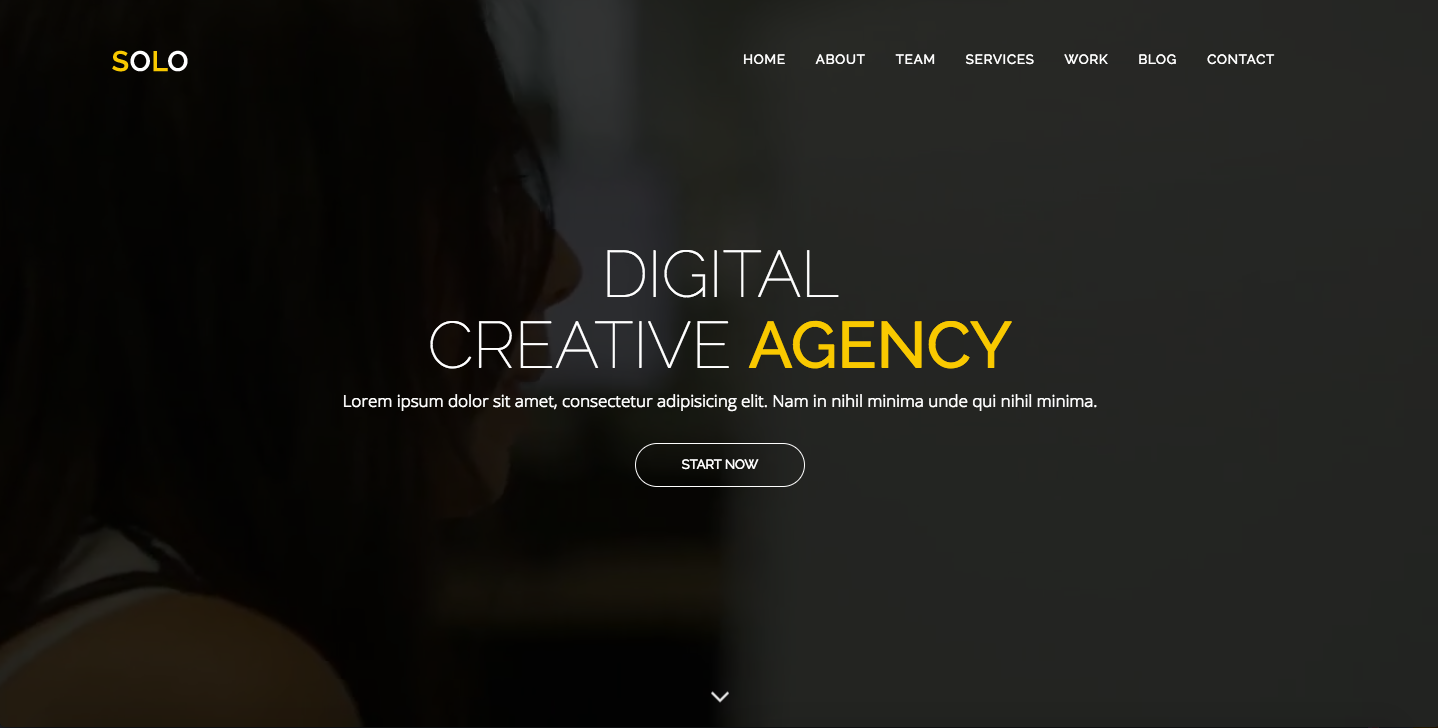 SOLO
HOME ABOUT TEAM SERVICES WORK BLOG CONTACT
DIGITAL
CREATIVE AGENCY
Lorem ipsum dolor sit amet, consectetur adipisicing elit. Nam in nihil minima unde qui nihil minima.
START NOW